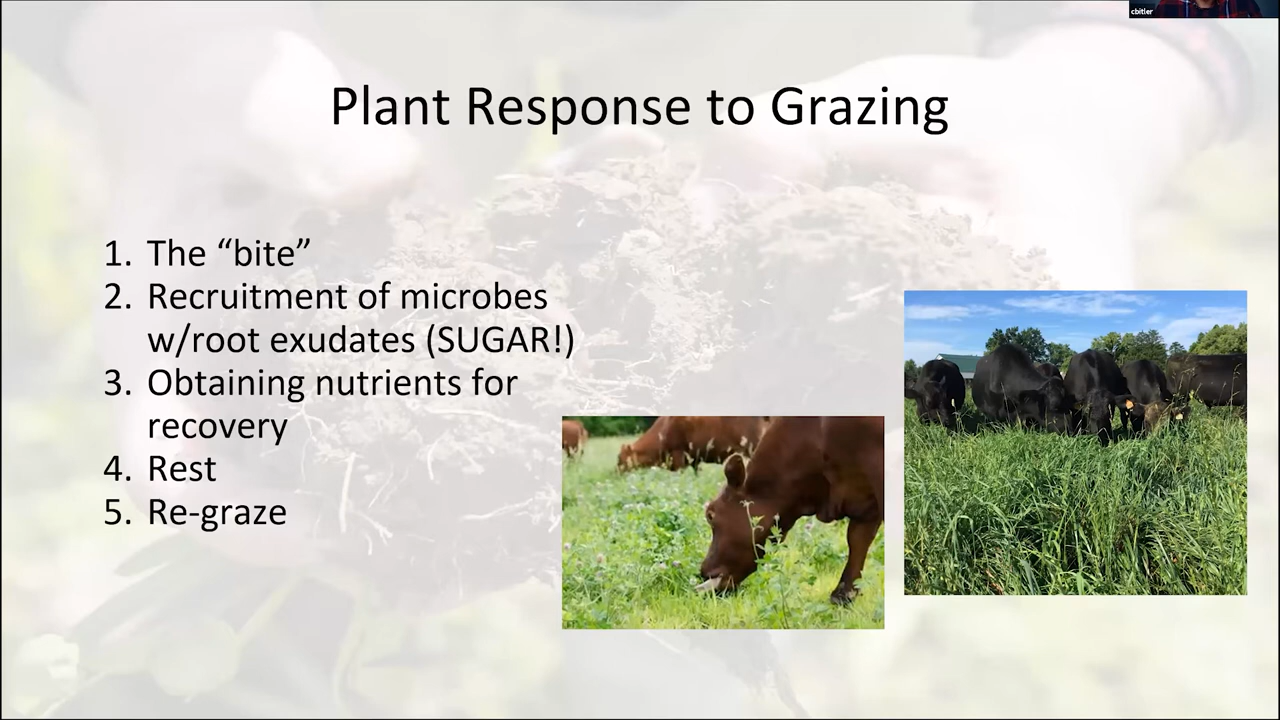 cbitler
Plant Response to Grazing
1. The “bite”
2. Recruitment of microbes
w/root exudates (SUGAR!)
3. Obtaining nutrients for
recovery
4. Rest
5. Re-graze